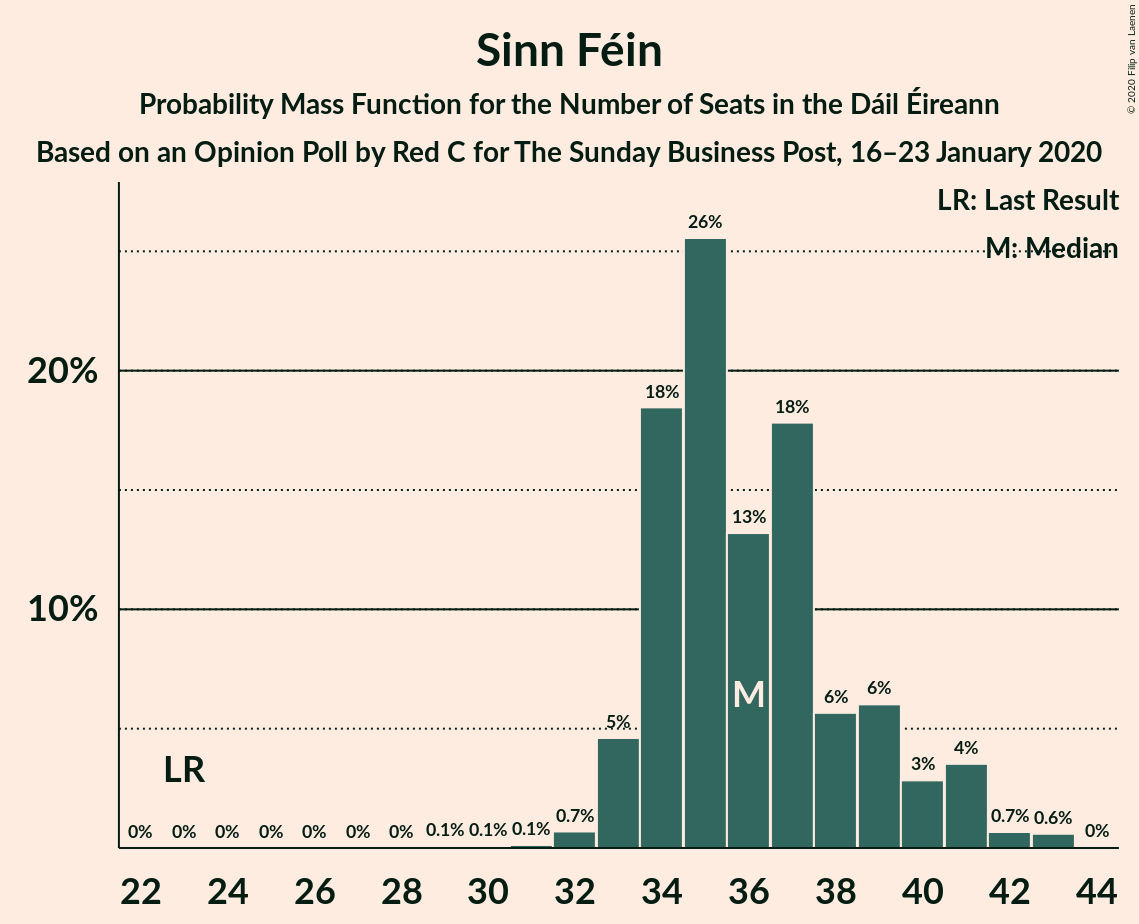 Sinn Féin
Probability Mass Function for the Number of Seats in the Dáil Éireann
Based on an Opinion Poll by Red C for The Sunday Business Post, 16–23 January 2020
© 2020 Filip van Laenen
LR: Last Result
M: Median
20%
10%
0% 0% 0% 0% 0% 0% 0% 0.1% 0.1% 0.1% 0.7% 5% 18% 26% 13% 18% 6% 6% 3% 4% 0.7% 0.6% 0%
LR
M
22 24 26 28 30 32 34 36 38 40 42 44